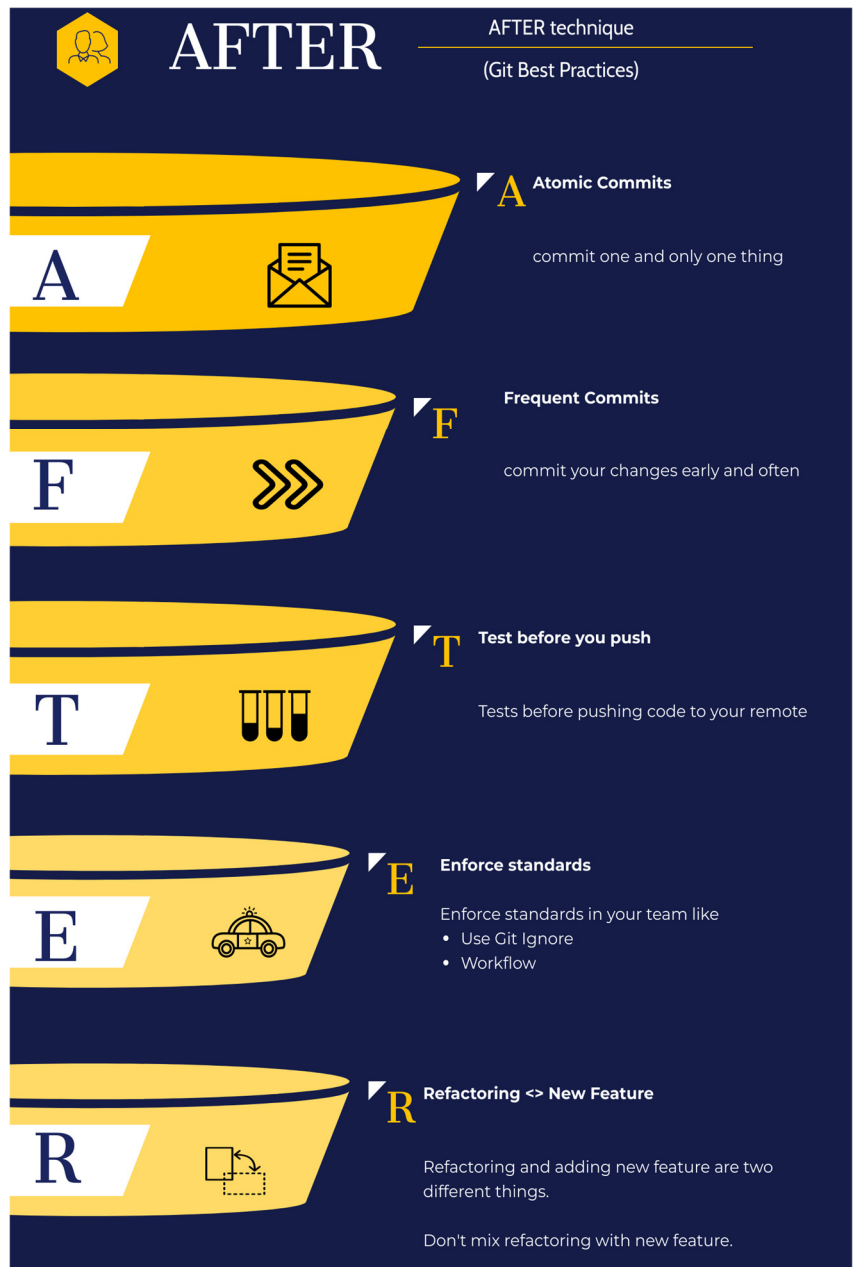 AFTER
AFTER technique
(Git Best Practices)
A
A
Atomic Commits
commit one and only one thing
F
F
Frequent Commits
commit your changes early and often
T
T
Test before you push
Tests before pushing code to your remote
E
E
Enforce standards
Enforce standards in your team like
• Use Git Ignore
• Workflow
R
R
Refactoring <> New Feature
Refactoring and adding new feature are two
different things.
Don't mix refactoring with new feature.